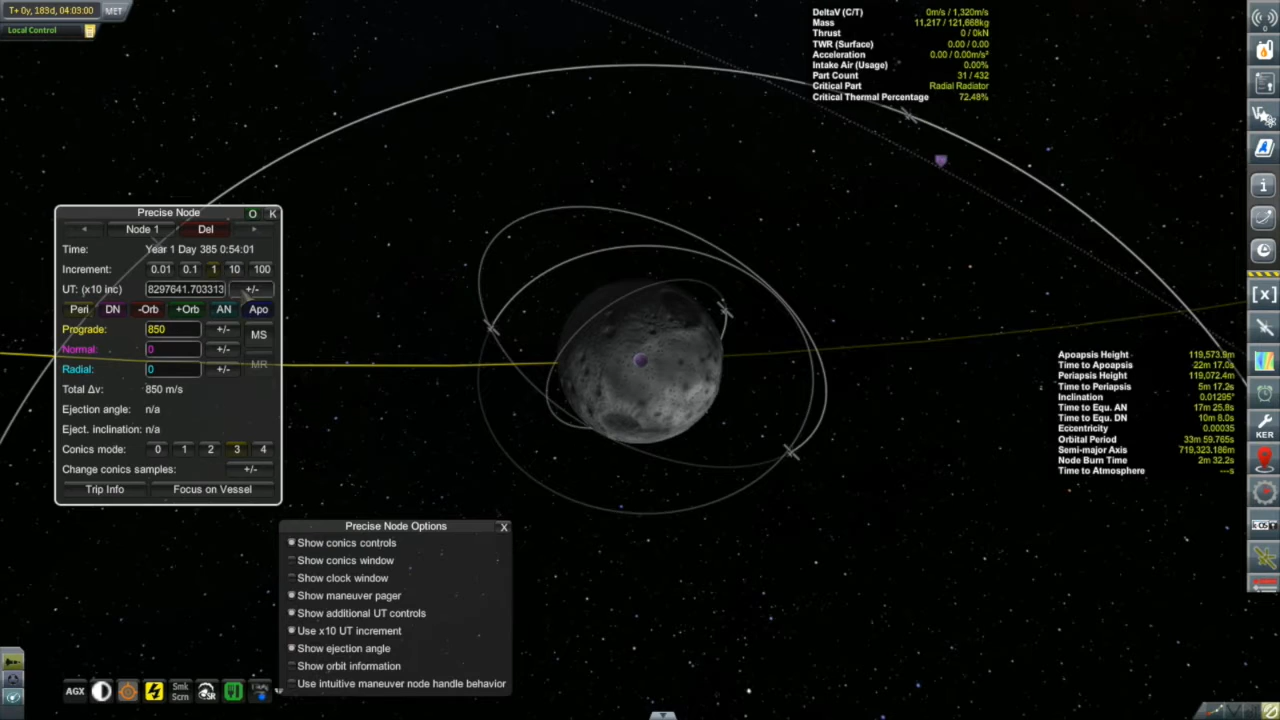 T+ 0y, 183d, 04:03:00 MET
Local Control
DeltaV (C/T) 0m/s / 1,320m/s
Mass 11,217 / 121,668kg
Thrust 0 / 0kN
TWR (Surface) 0.00 / 0.00
Acceleration 0.00 / 0.00m/s²
Intake Air (Usage) 0.00%
Part Count 31 / 432
Critical Part Radial Radiator
Critical Thermal Percentage 72.48%
Precise Node O K
Node 1 Del
Time: Year 1 Day 385 0:54:01
Increment: 0.01 0.1 1 10 100
UT: (x10 inc) 8297641.703313 +/-
Peri DN -Orb +Orb AN Apo
Prograde: 850 +/- MS
Normal: 0 +/-
Radial: 0 +/- MR
Total Δv: 850 m/s
Ejection angle: n/a
Eject. inclination: n/a
Conics mode: 0 1 2 3 4
Change conics samples: +/-
Trip Info Focus on Vessel
Apoapsis Height 119,573.9m
Time to Apoapsis 22m 17.0s
Periapsis Height 119,072.4m
Time to Periapsis 5m 17.2s
Inclination 0.01295°
Time to Equ. AN 17m 25.8s
Time to Equ. DN 10m 8.0s
Eccentricity 0.00035
Orbital Period 33m 59.765s
Semi-major Axis 719,323.186m
Node Burn Time 2m 32.2s
Time to Atmosphere ---s
Precise Node Options X
Show conics controls
Show conics window
Show clock window
Show maneuver pager
Show additional UT controls
Use x10 UT increment
Show ejection angle
Show orbit information
Use intuitive maneuver node handle behavior
AGX
Smk
Scrn
SR
[x]
KER
kOS